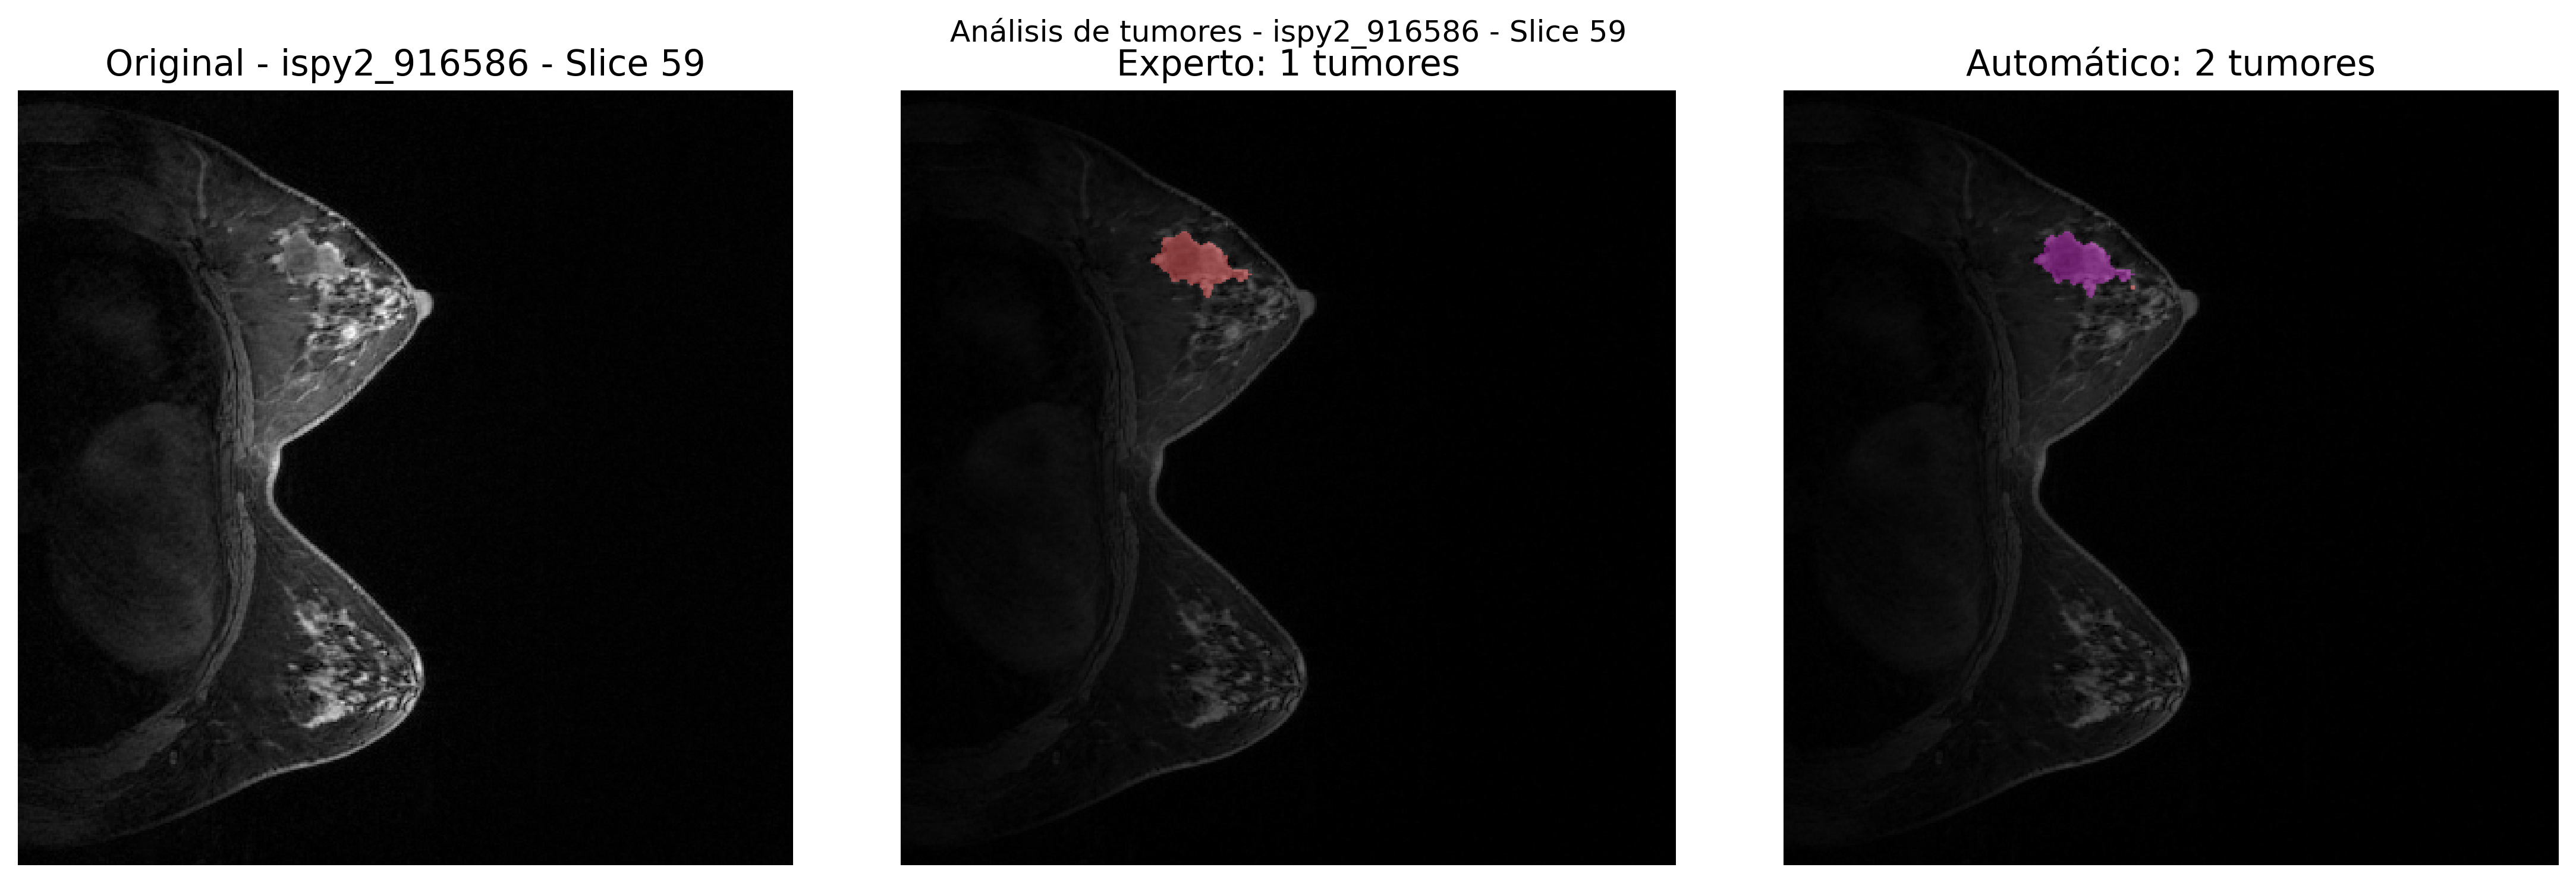 Análisis de tumores - ispy2_916586 - Slice 59
Original - ispy2_916586 - Slice 59
Experto: 1 tumores
Automático: 2 tumores